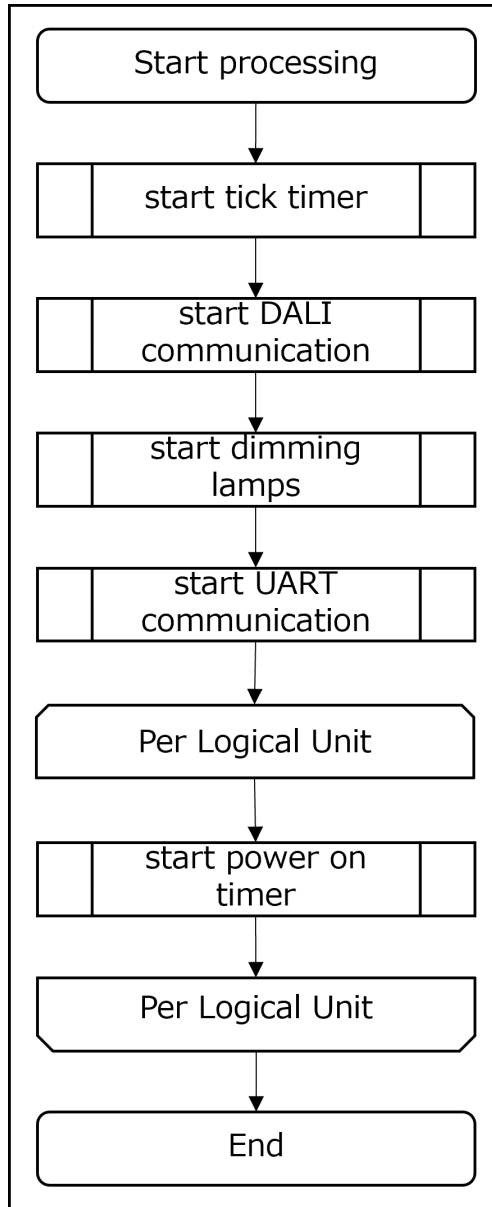 Start processing
start tick timer
start DALI
communication
start dimming
lamps
start UART
communication
Per Logical Unit
start power on
timer
Per Logical Unit
End